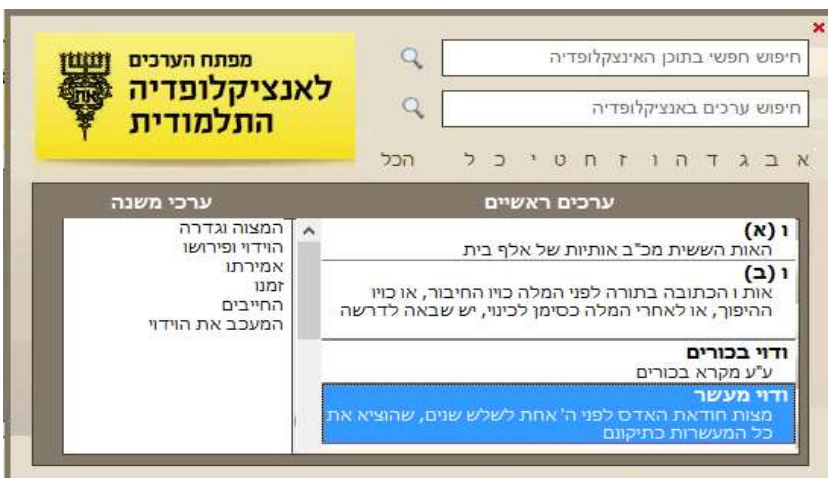 חיפוש חפשי בתוכן האינצקלופדיה
חיפוש ערכים באנציקלופדיה
מפתח הערכים
לאנציקלופדיה
התלמודית
את
א ב ג ד ה ו ז ח ט י כ ל הכל
ערכים ראשיים
ו (א)
האות הששית מכ"ב אותיות של אלף בית
ו (ב)
אות ו הכתובה בתורה לפני המלה כויו החיבור, או כויו
ההיפוך, או לאחרי המלה כסימן לכינוי, יש שבאה לדרשה
ודוי בכורים
ע"ע מקרא בכורים
ודוי מעשר
מצות הודאת האדם לפני ה' אחת לשלש שנים, שהוציא את
כל המעשרות כתיקונם
ערכי משנה
המצוה וגדרה
הוידוי ופירושו
אמירתו
זמנו
החייבים
המעכב את הוידוי